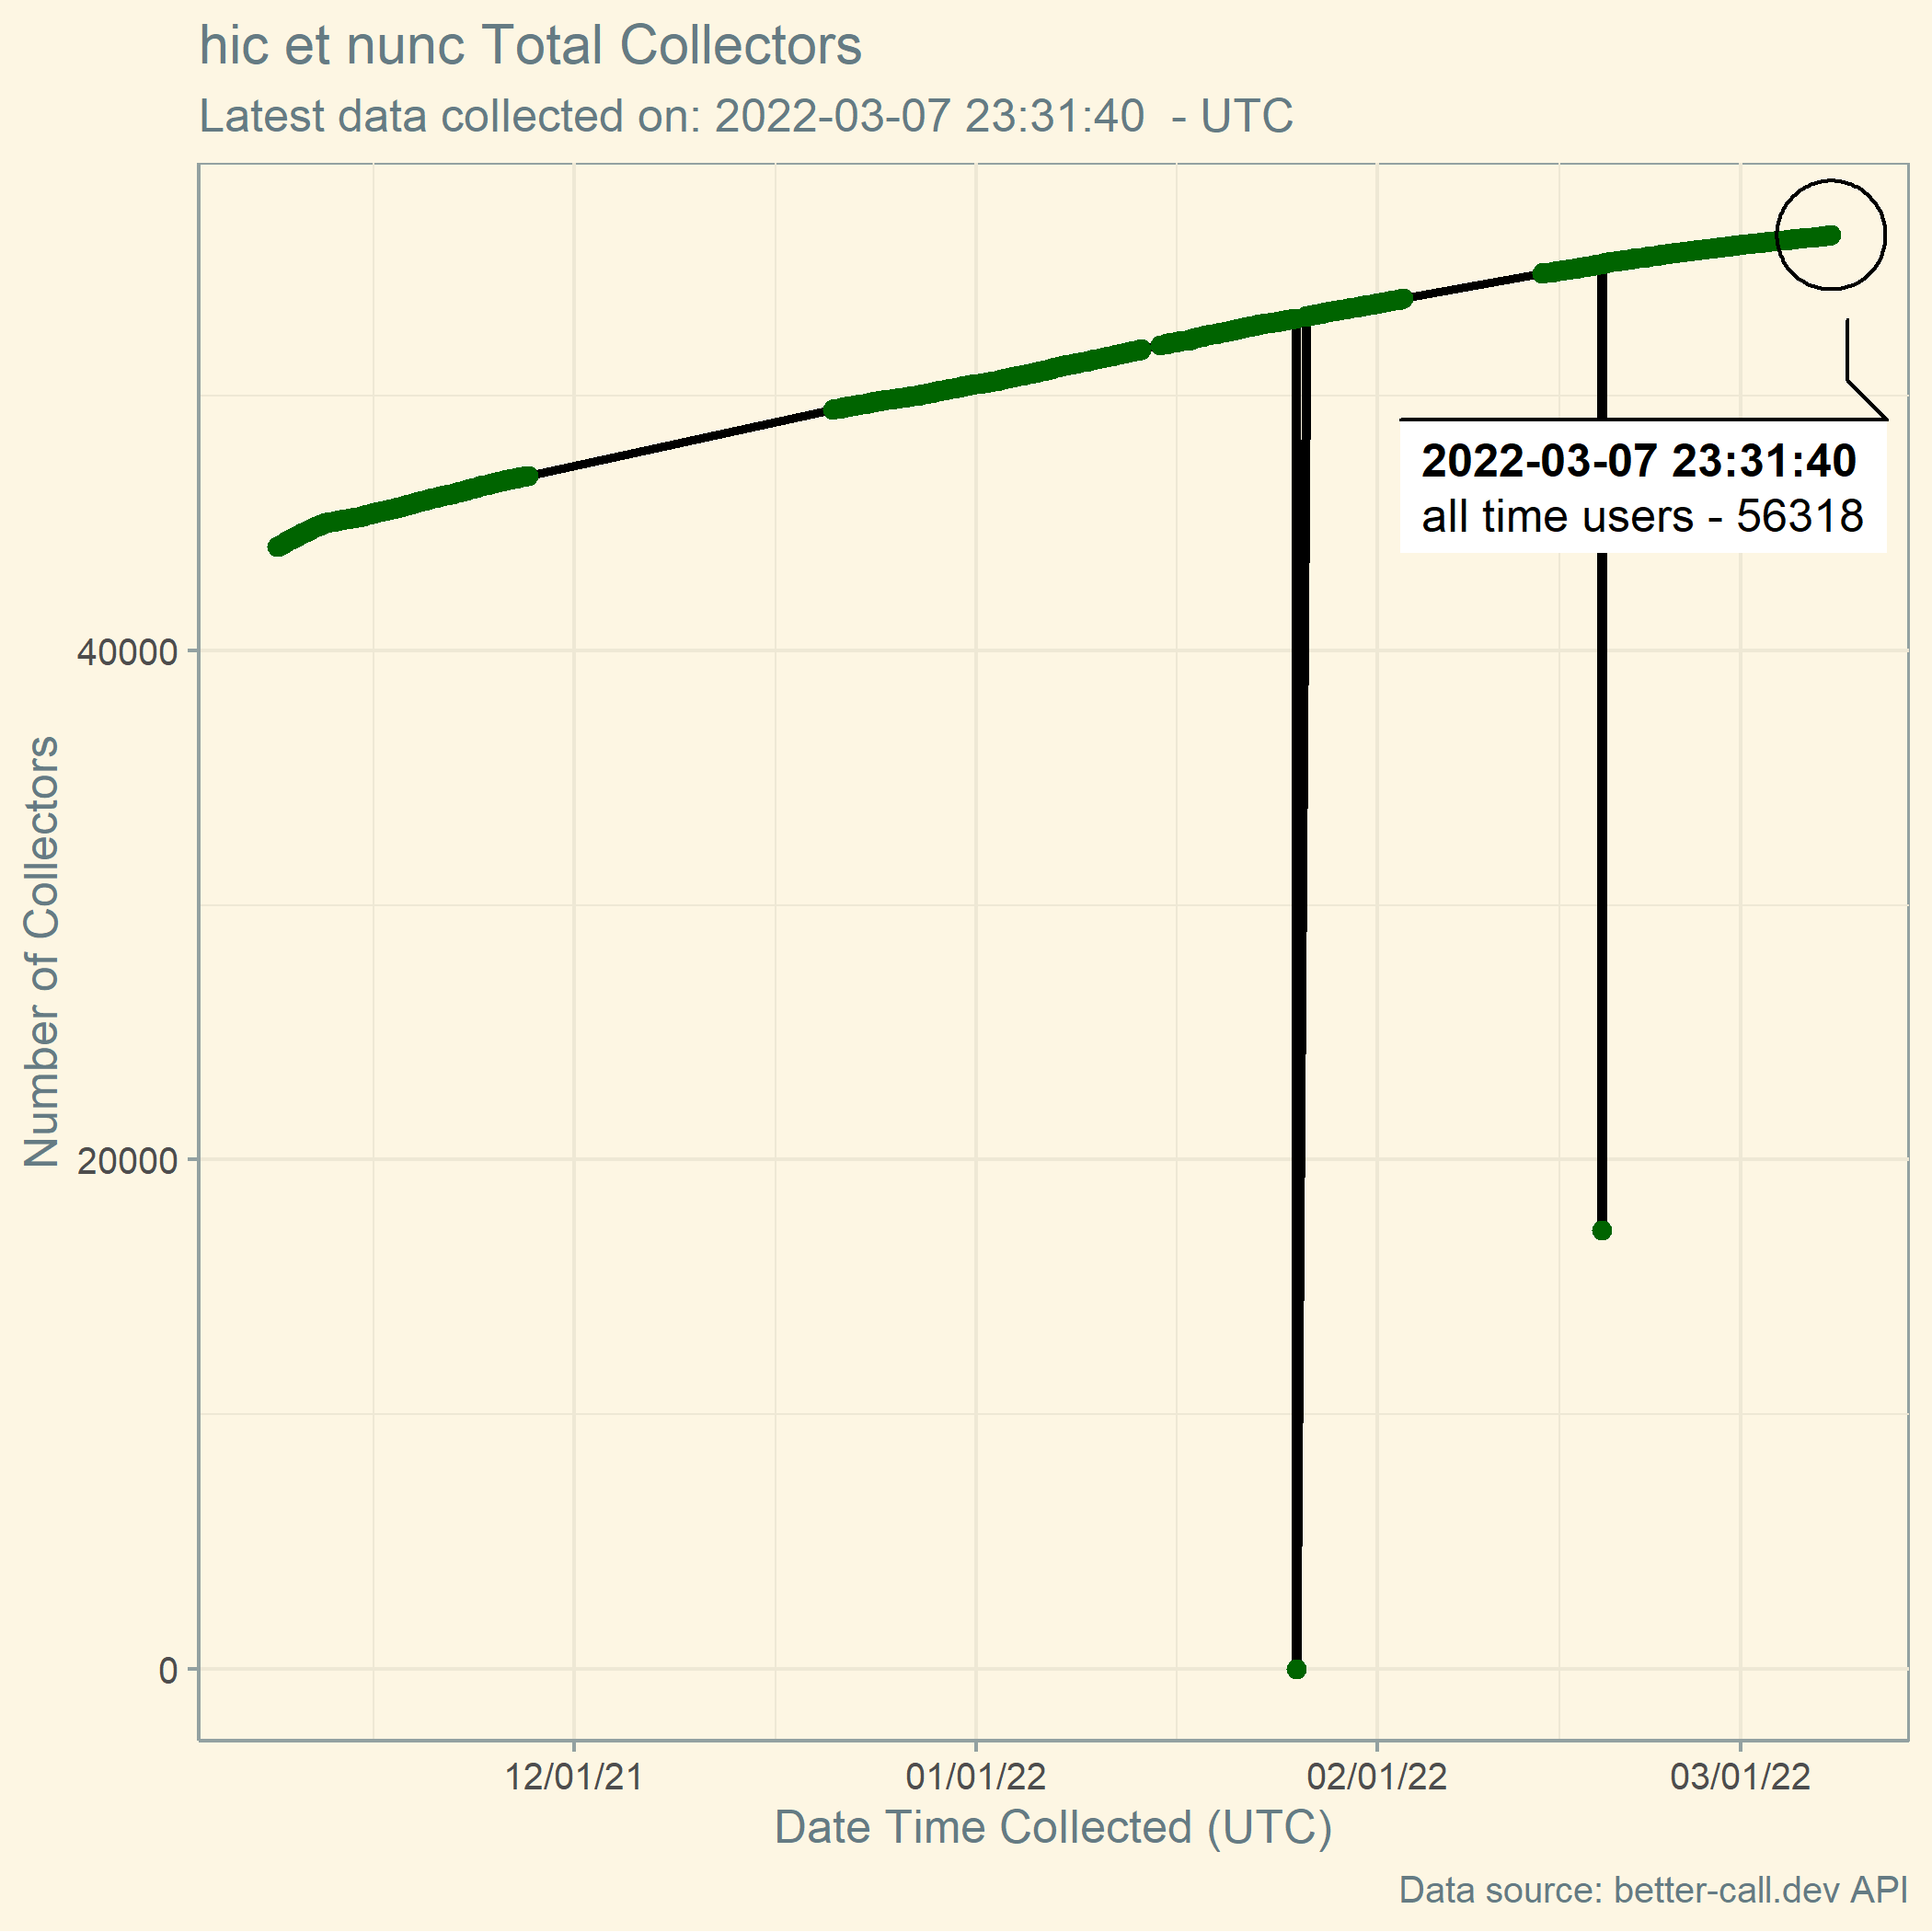 hic et nunc Total Collectors
Latest data collected on: 2022-03-07 23:31:40  - UTC
2022-03-07 23:31:40
all time users - 56318
Number of Collectors
40000
20000
0
12/01/21
01/01/22
02/01/22
03/01/22
Date Time Collected (UTC)
Data source: better-call.dev API